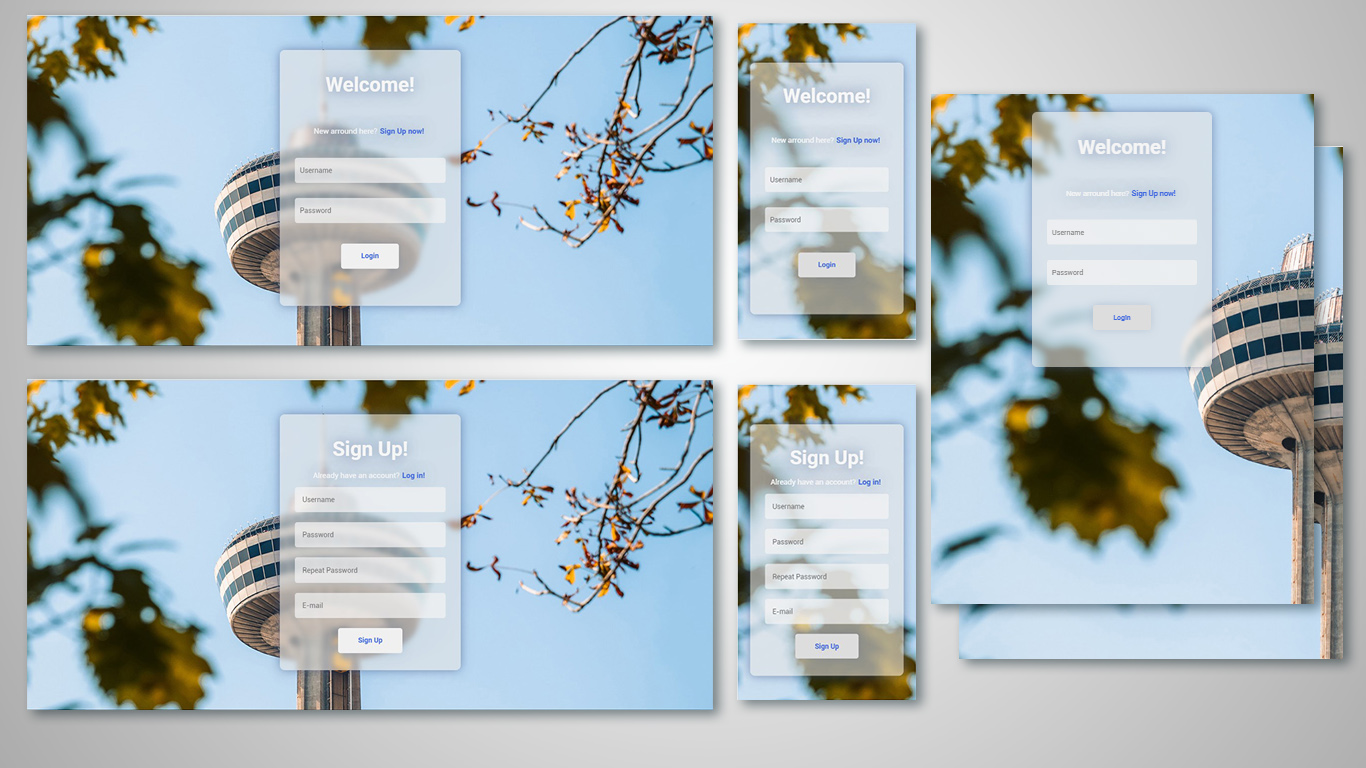 Welcome!
New arround here? Sign Up now!
Username
Password
Login
Welcome!
New arround here? Sign Up now!
Username
Password
Login
Welcome!
New arround here? Sign Up now!
Username
Password
Login
Sign Up!
Already have an account? Log in!
Username
Password
Repeat Password
E-mail
Sign Up
Sign Up!
Already have an account? Log in!
Username
Password
Repeat Password
E-mail
Sign Up